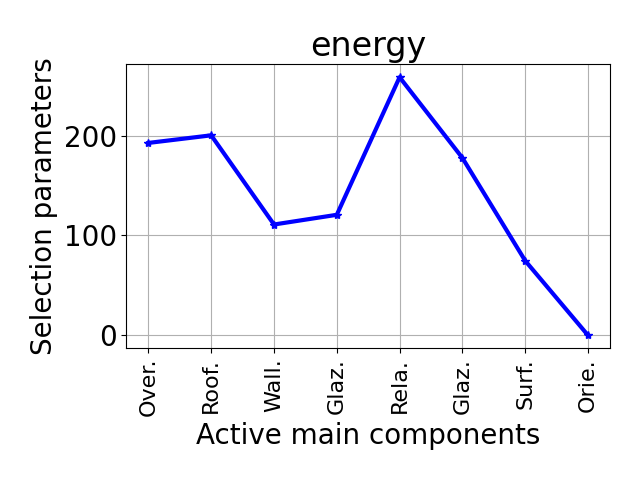 energy
Selection parameters
200
100
0
Over.
Roof.
Wall.
Glaz.
Rela.
Glaz.
Surf.
Orie.
Active main components